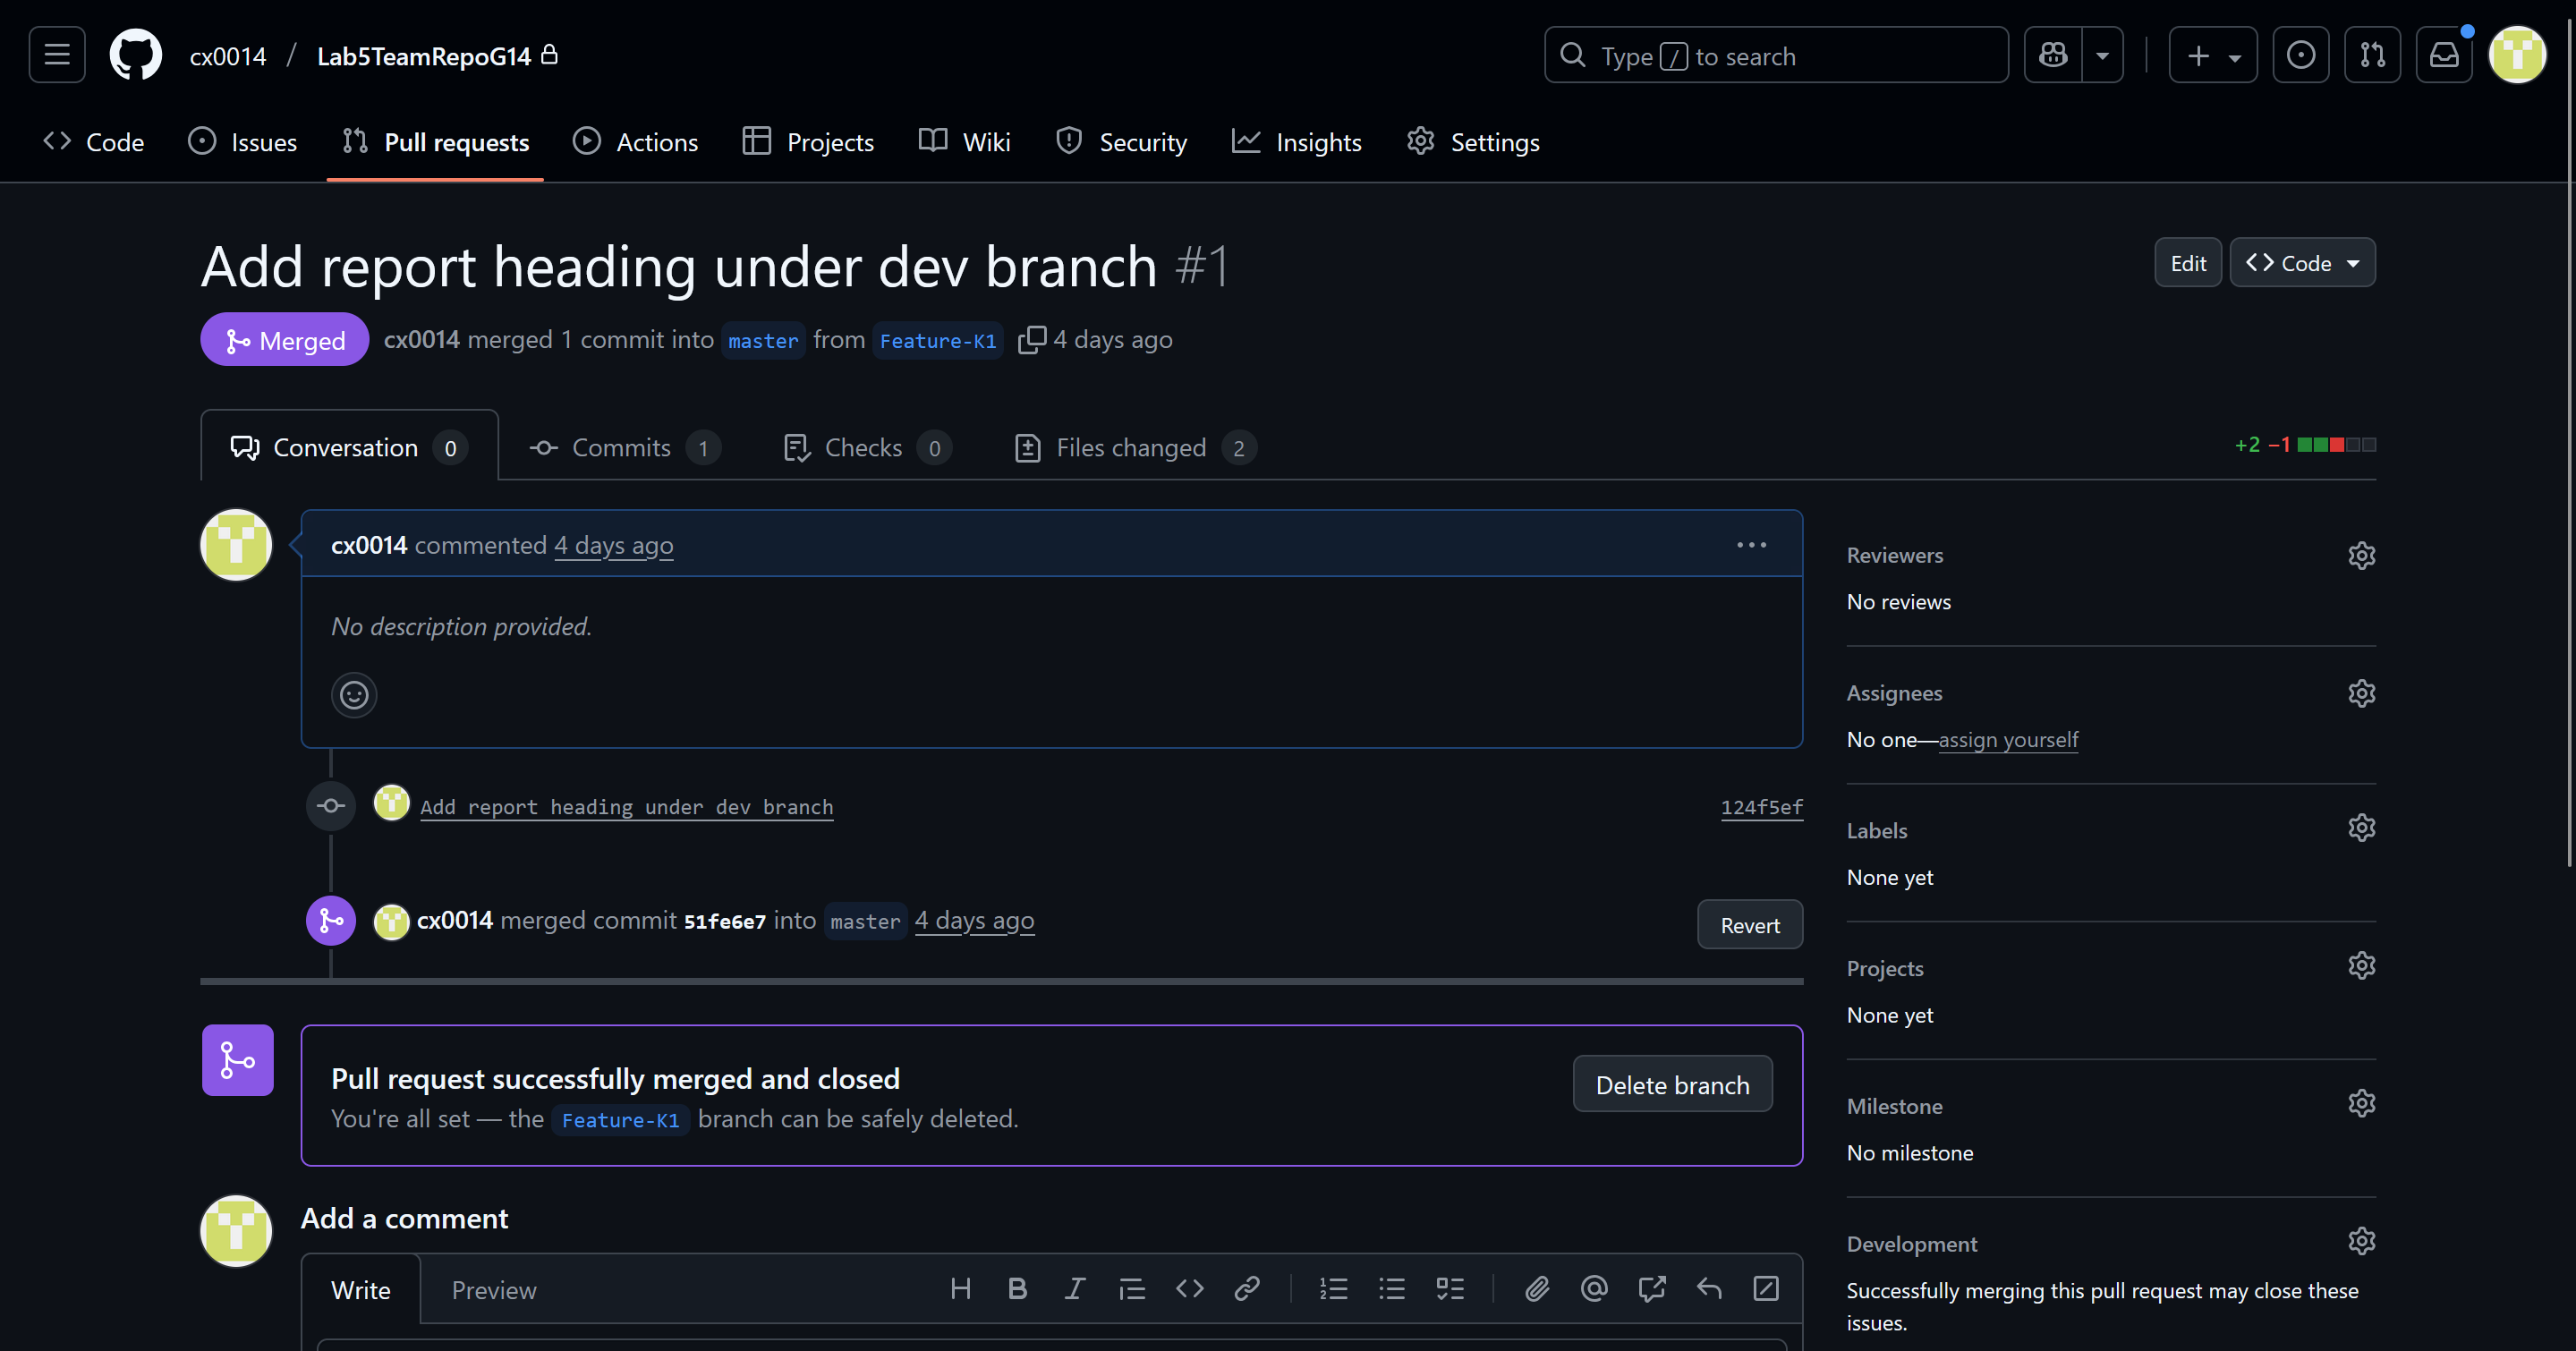 cx0014 / Lab5TeamRepoG14
Type / to search
Code Issues Pull requests Actions Projects Wiki Security Insights Settings
Add report heading under dev branch #1
Edit Code
Merged cx0014 merged 1 commit into master from Feature-K1 4 days ago
Conversation 0 Commits 1 Checks 0 Files changed 2
+2 −1
cx0014 commented 4 days ago
No description provided.
Add report heading under dev branch 124f5ef
cx0014 merged commit 51fe6e7 into master 4 days ago
Revert
Pull request successfully merged and closed
You're all set — the Feature-K1 branch can be safely deleted.
Delete branch
Add a comment
Write Preview
Reviewers
No reviews
Assignees
No one—assign yourself
Labels
None yet
Projects
None yet
Milestone
No milestone
Development
Successfully merging this pull request may close these
issues.